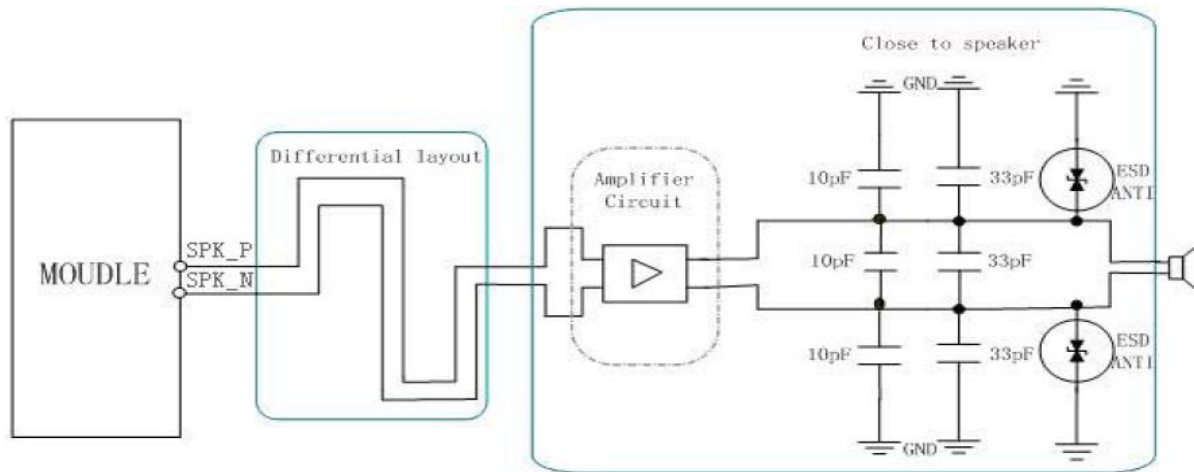 Close to speaker
GND
Differential layout
Amplifier
Circuit
10pF
33pF
ESD
ANTI
SPK_P
MOUDLE
SPK_N
10pF
33pF
10pF
33pF
ESD
ANTI
GND